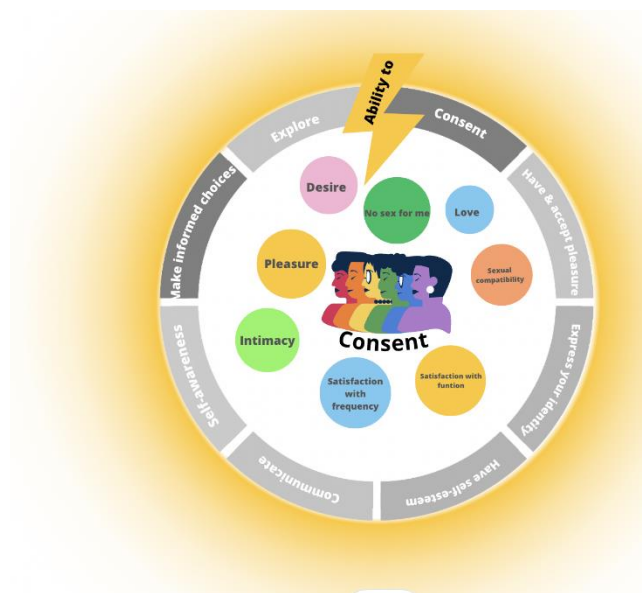 Ability to
Consent
Have & accept pleasure
Express your identity
Have self-esteem
Communicate
Self-awareness
Make informed choices
Explore
Desire
No sex for me
Love
Pleasure
Sexual
compatibility
Intimacy
Consent
Satisfaction
with
frequency
Satisfaction with
funtion